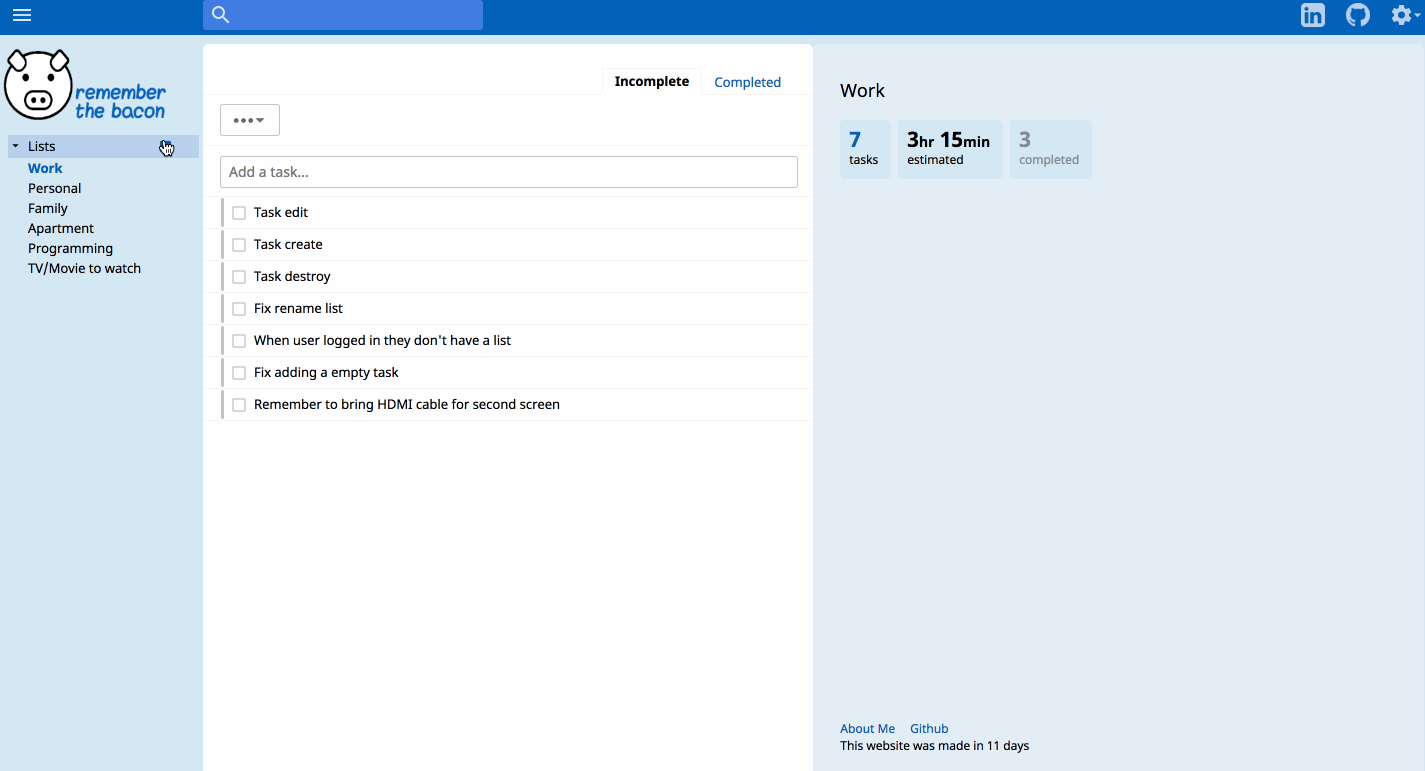 in
remember
the bacon
Incomplete Completed
Lists
Work
Personal
Family
Apartment
Programming
TV/Movie to watch
Add a task...
Task edit
Task create
Task destroy
Fix rename list
When user logged in they don't have a list
Fix adding a empty task
Remember to bring HDMI cable for second screen
Work
7
tasks
3hr 15min
estimated
3
completed
About Me Github
This website was made in 11 days